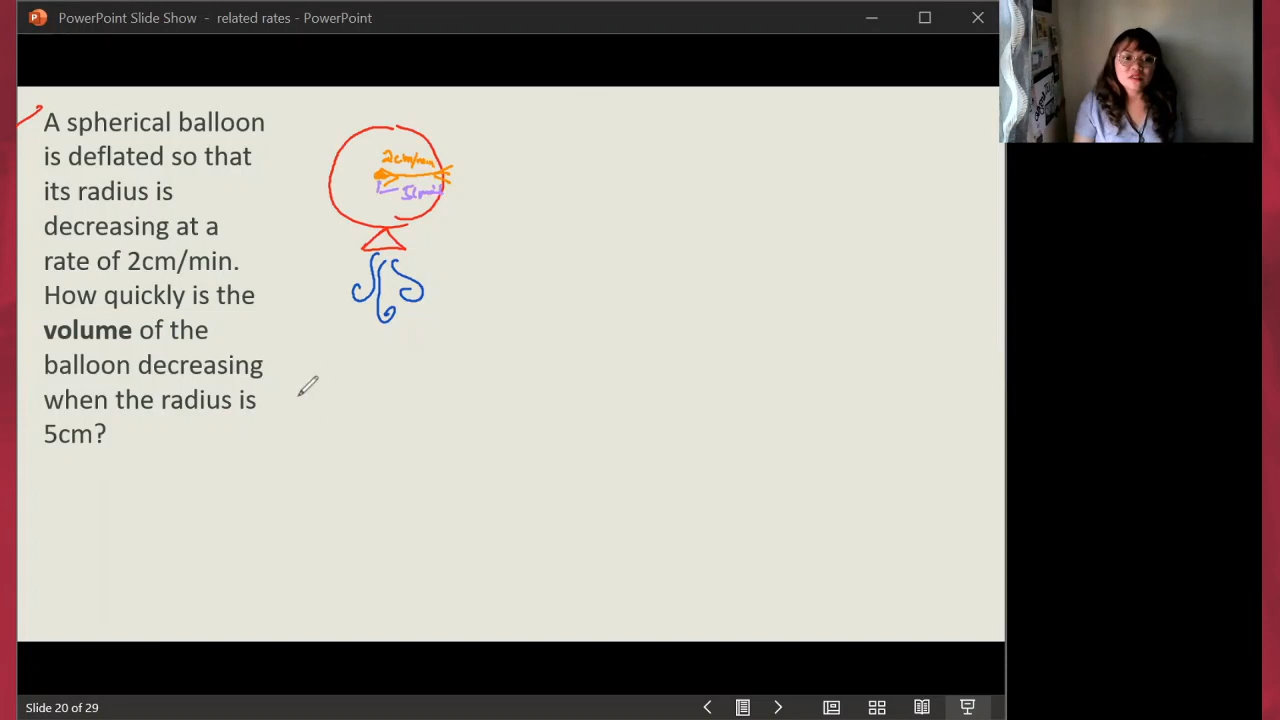 PowerPoint Slide Show - related rates - PowerPoint
A spherical balloon
is deflated so that
its radius is
decreasing at a
rate of 2cm/min.
How quickly is the
volume of the
balloon decreasing
when the radius is
5cm?
2cm/min
Slide 20 of 29